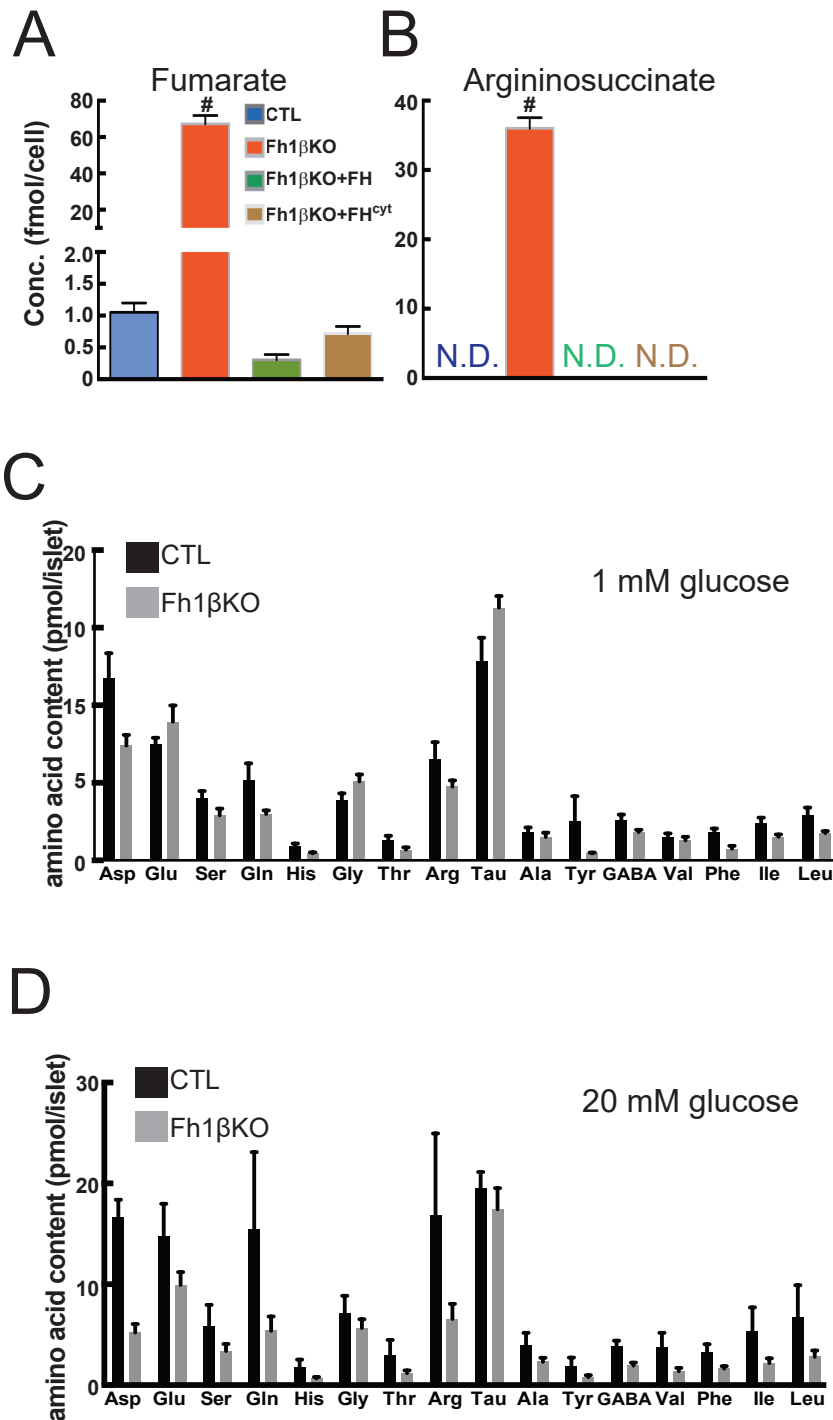 A
Fumarate
Conc. (fmol/cell)
80
60
40
20
2.0
1.5
1.0
0.5
0
#
CTL
Fh1βKO
Fh1βKO+FH
Fh1βKO+FHcyt
B
Argininosuccinate
40
30
20
10
0
#
N.D.
N.D.
N.D.
C
amino acid content (pmol/islet)
20
10
15
5
0
CTL
Fh1βKO
1 mM glucose
Asp Glu Ser Gln His Gly Thr Arg Tau Ala Tyr GABA Val Phe Ile Leu
D
amino acid content (pmol/islet)
30
20
10
0
CTL
Fh1βKO
20 mM glucose
Asp Glu Ser Gln His Gly Thr Arg Tau Ala Tyr GABA Val Phe Ile Leu